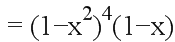 = (1-x²)⁴(1-x)